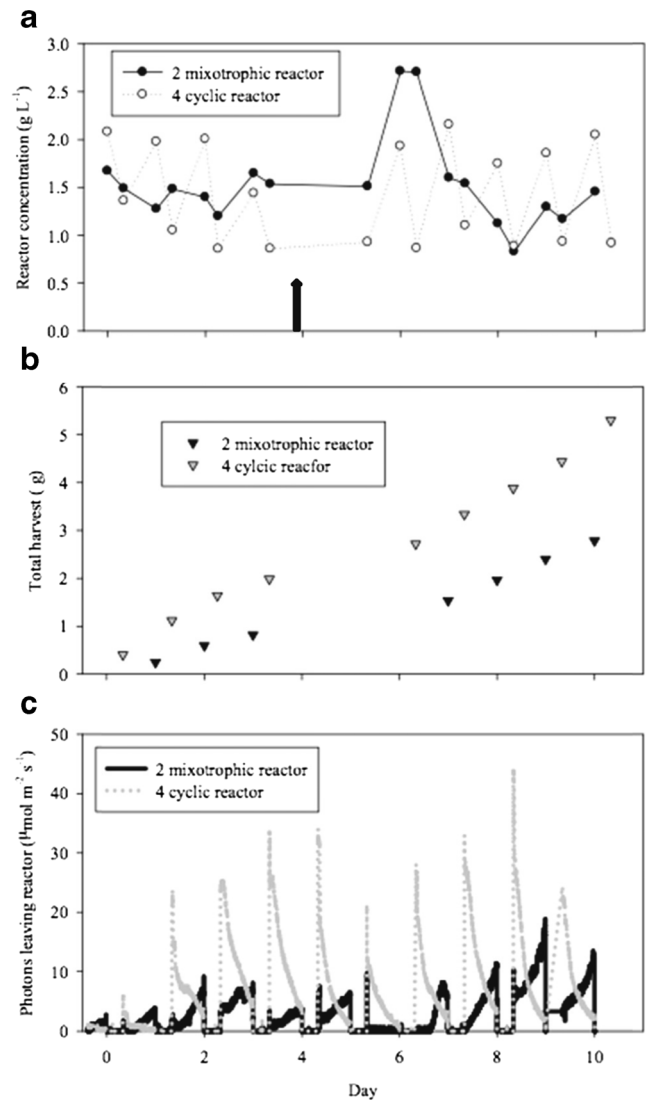 a
3.0
2.5
2.0
1.5
1.0
0.5
0.0
Reactor concentration (g L⁻¹)
2 mixotrophic reactor
4 cyclic reactor
b
6
5
4
3
2
1
0
Total harvest ( g)
2 mixotrophic reactor
4 cylcic reacfor
c
50
40
30
20
10
0
Photons leaving reactor (µmol m⁻² s⁻¹)
2 mixotrophic reactor
4 cyclic reactor
0 2 4 6 8 10
Day